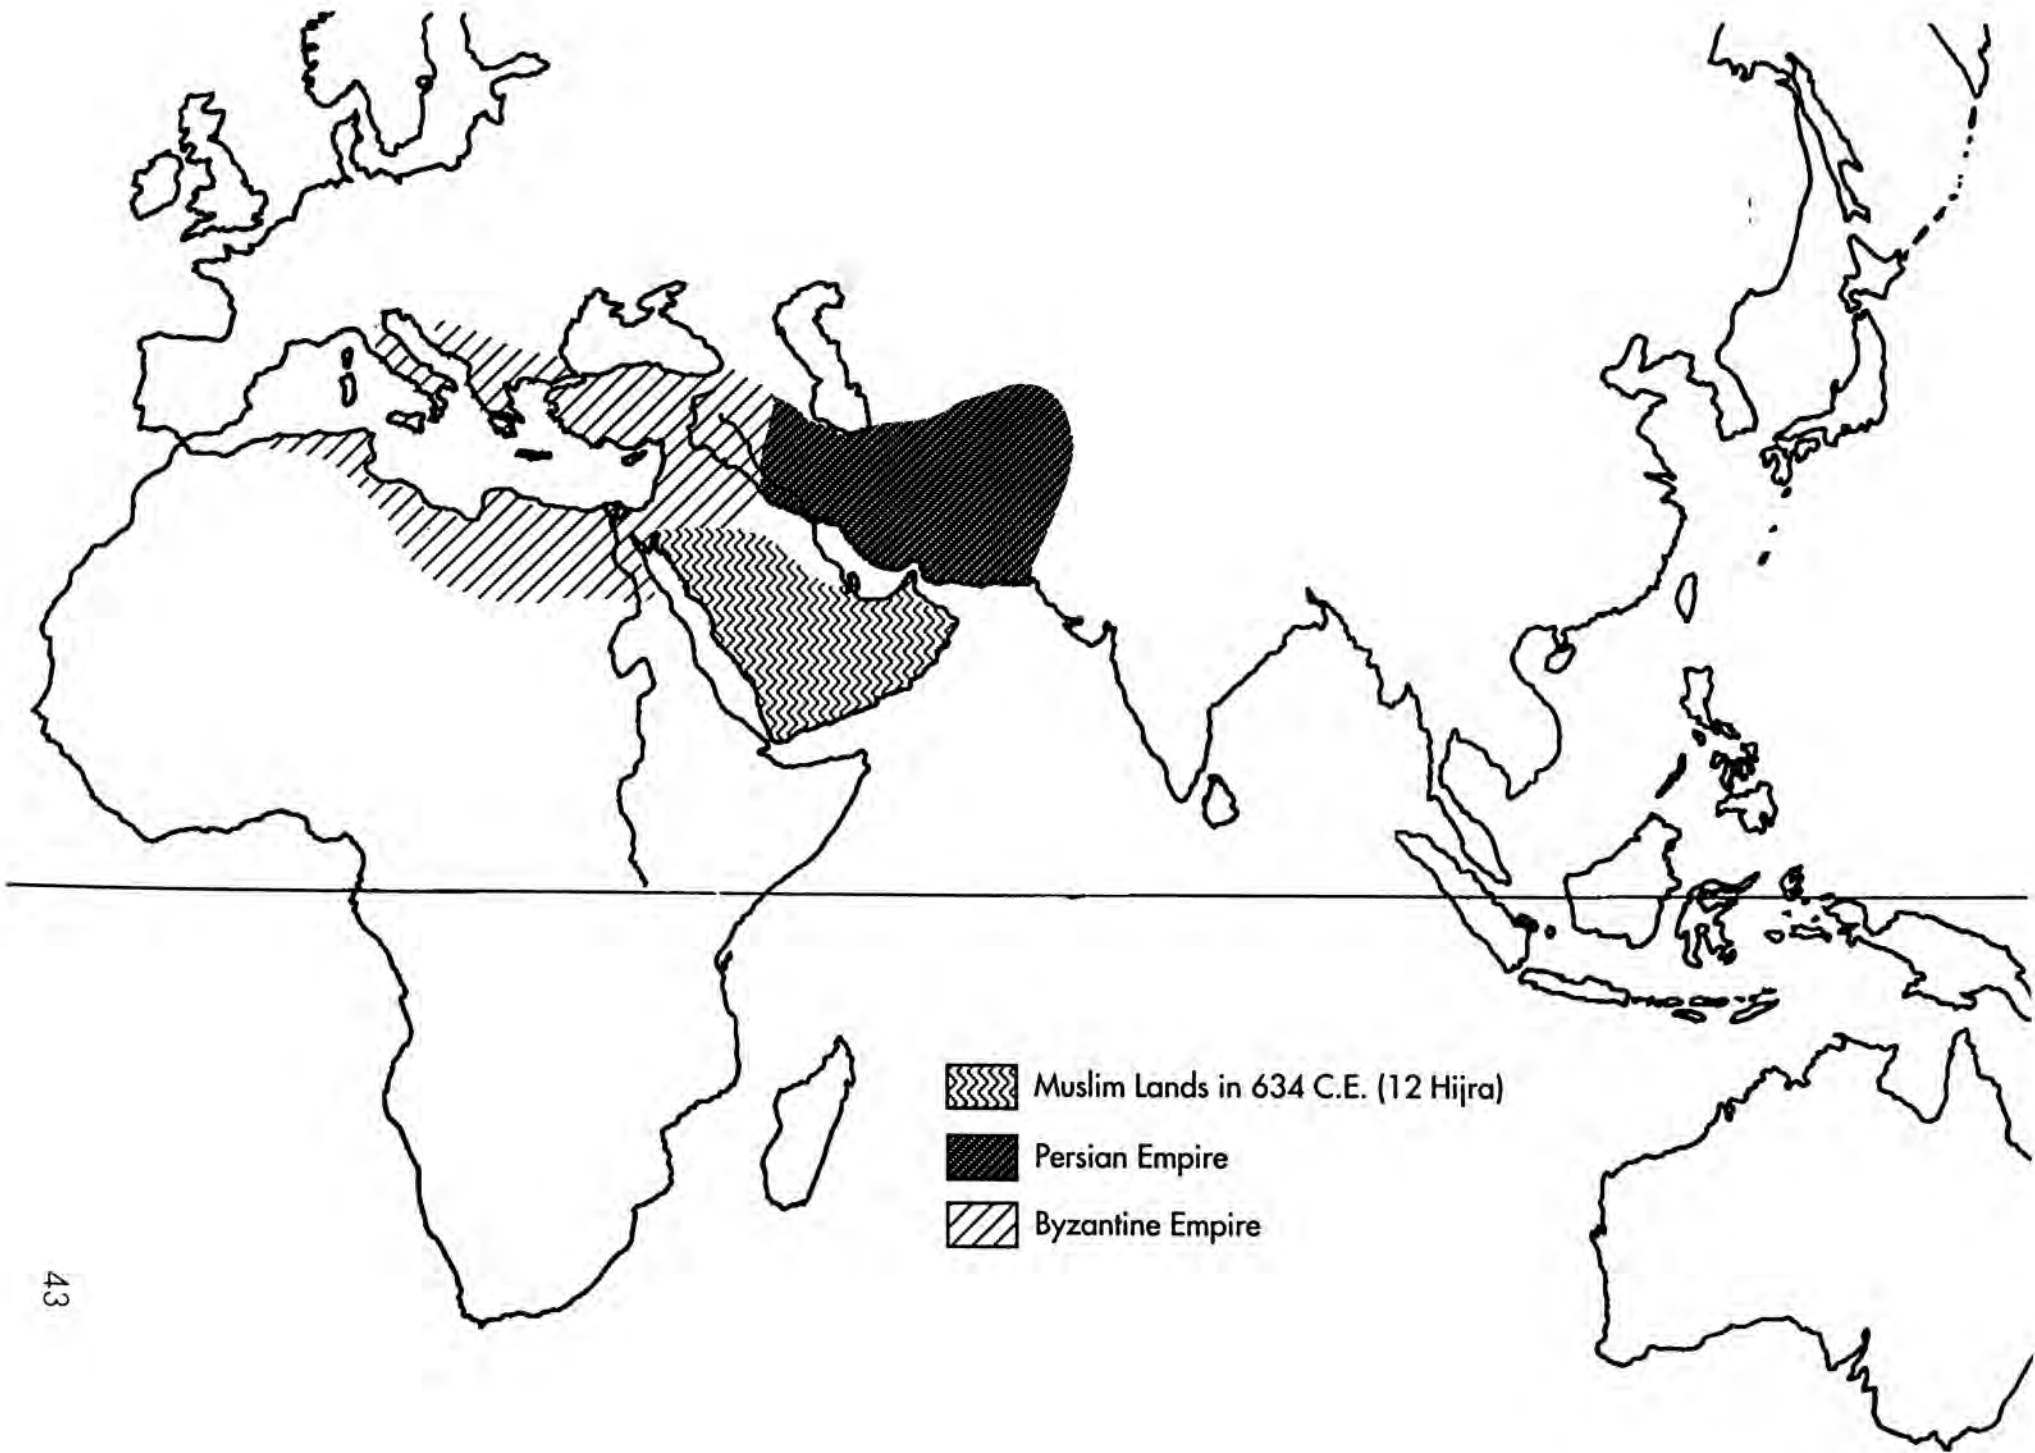 Muslim Lands in 634 C.E. (12 Hijra)
Persian Empire
Byzantine Empire
43